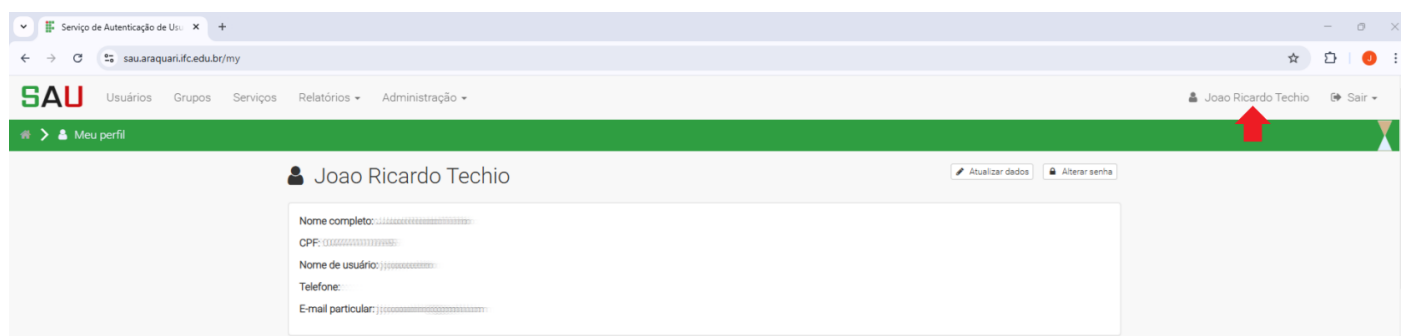 Serviço de Autenticação de Usu
sau.araquari.ifc.edu.br/my
J
SAU Usuários Grupos Serviços Relatórios Administração Joao Ricardo Techio Sair
Meu perfil
Joao Ricardo Techio Atualizar dados Alterar senha
Nome completo:
CPF:
Nome de usuário:
Telefone:
E-mail particular: